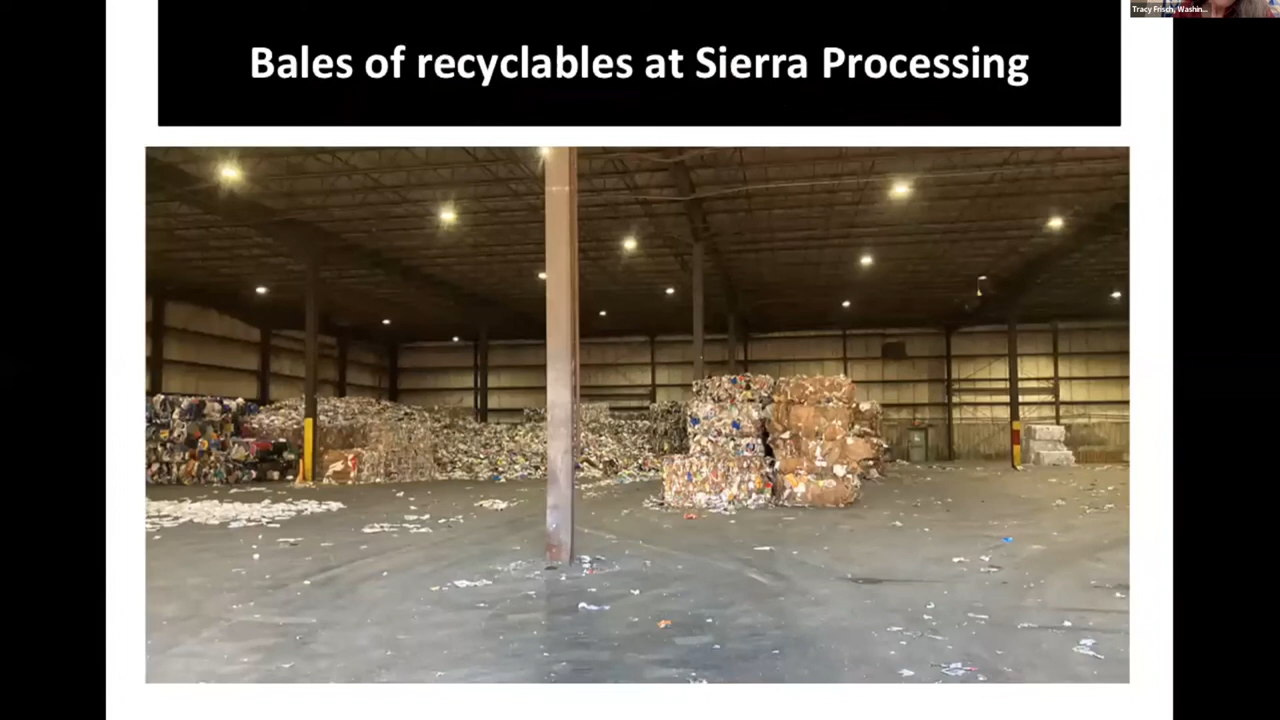 Tracy Frisch, Washin...
Bales of recyclables at Sierra Processing